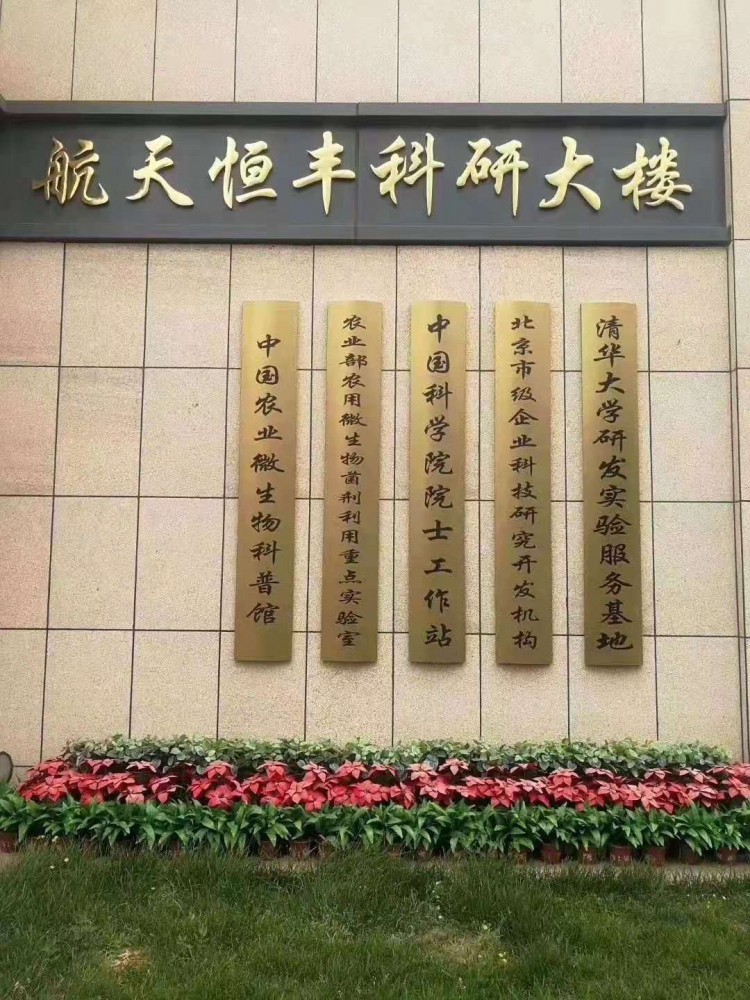 航天恒丰科研大楼
清华大学研发实验服务基地
北京市级企业科技研究开发机构
中国科学院院士工作站
农业部农用微生物菌剂利用重点实验室
中国农业微生物科普馆